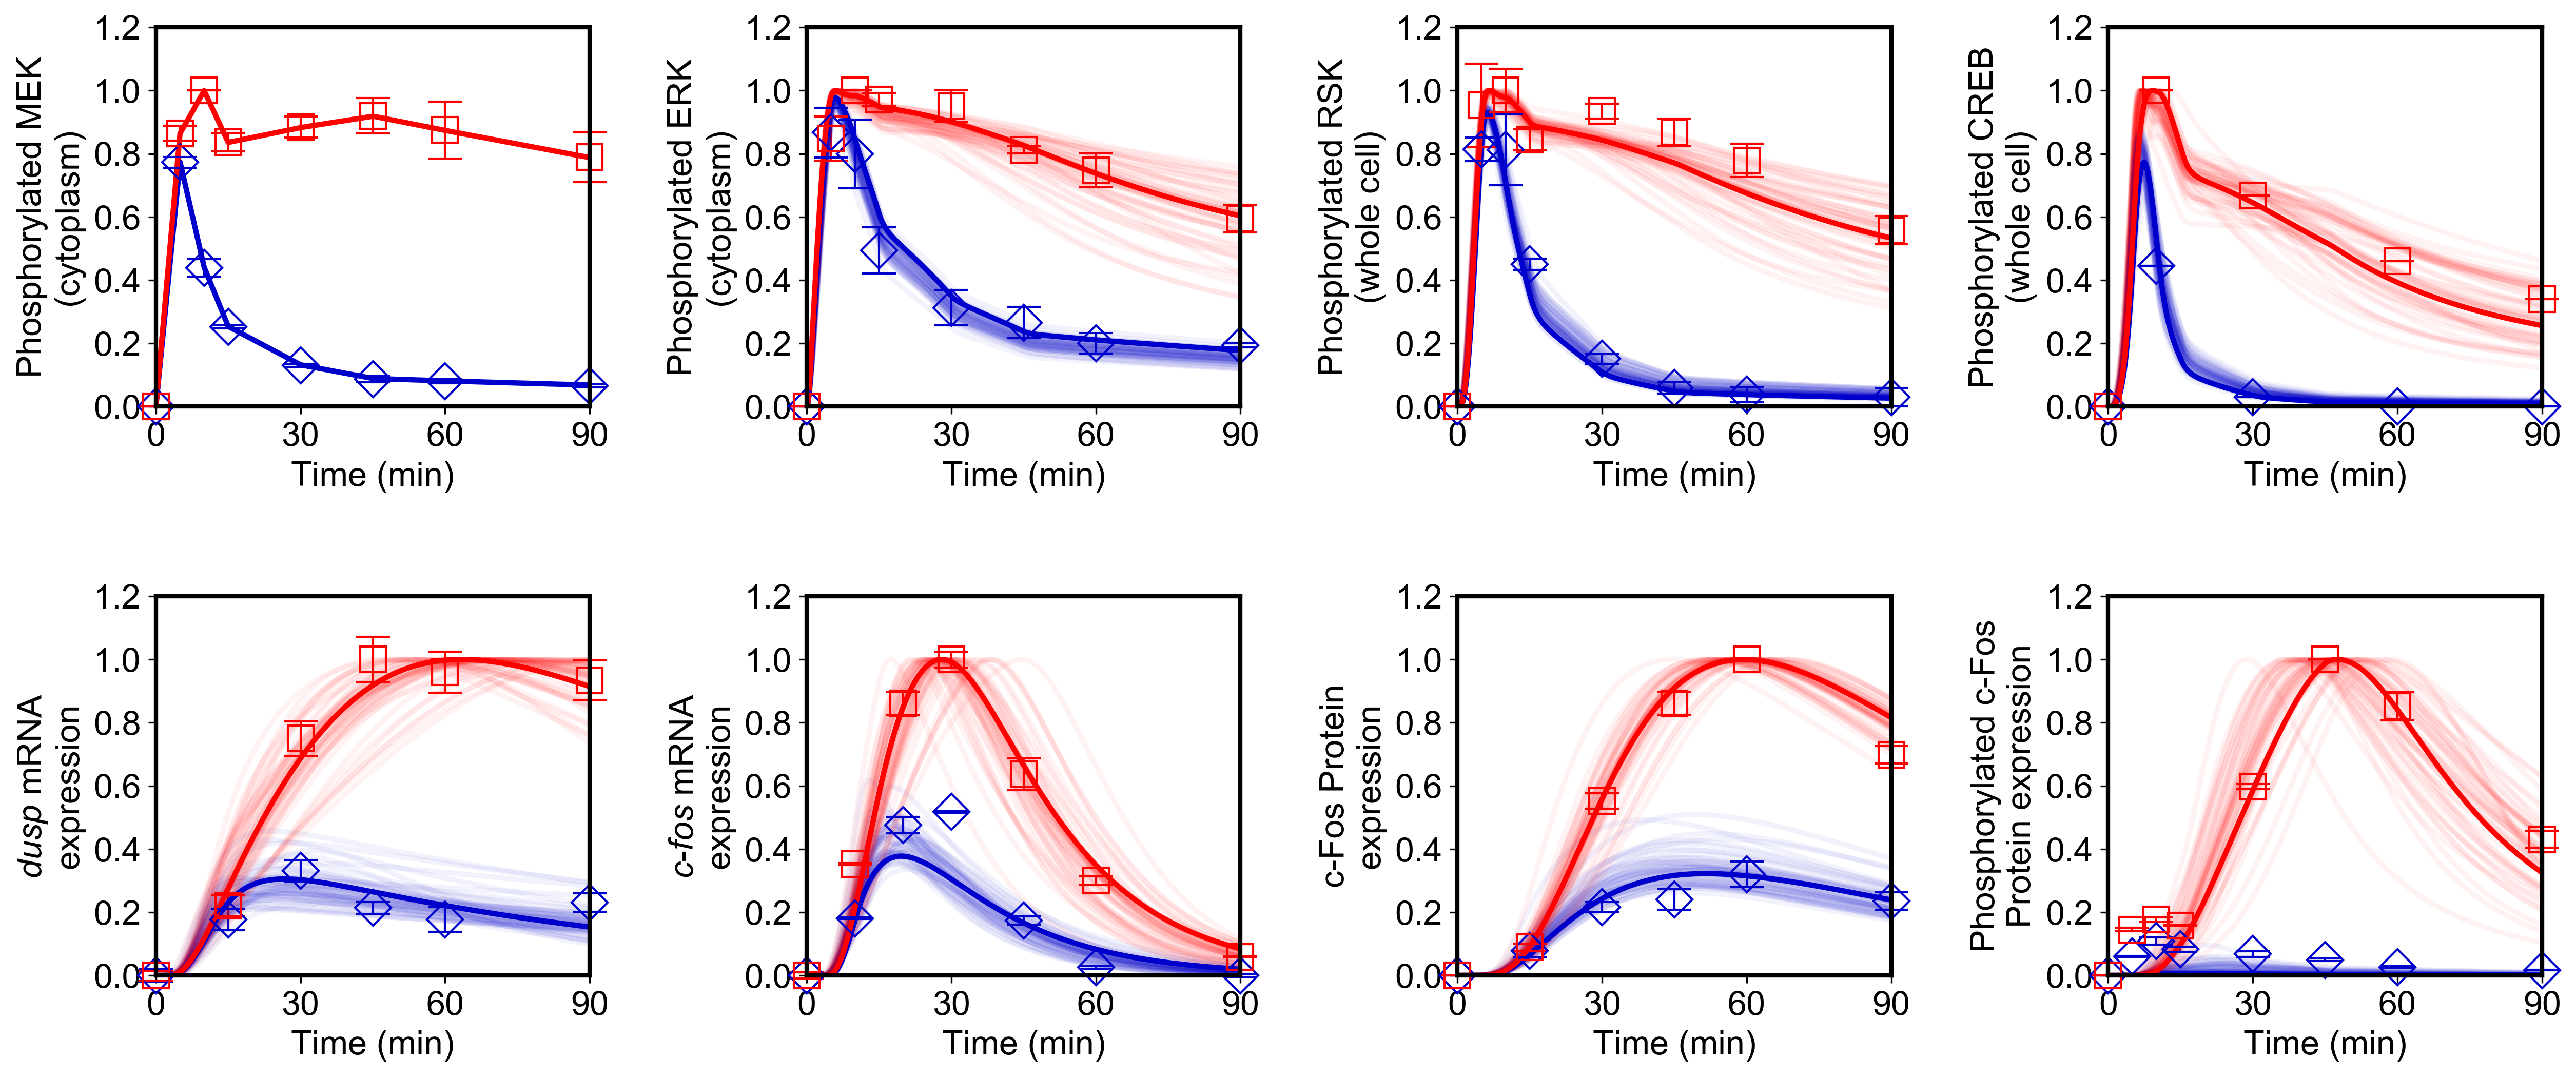 Phosphorylated MEK
(cytoplasm)
1.2
1.0
0.8
0.6
0.4
0.2
0.0
0 30 60 90
Time (min)
Phosphorylated ERK
(cytoplasm)
1.2
1.0
0.8
0.6
0.4
0.2
0.0
0 30 60 90
Time (min)
Phosphorylated RSK
(whole cell)
1.2
1.0
0.8
0.6
0.4
0.2
0.0
0 30 60 90
Time (min)
Phosphorylated CREB
(whole cell)
1.2
1.0
0.8
0.6
0.4
0.2
0.0
0 30 60 90
Time (min)
dusp mRNA
expression
1.2
1.0
0.8
0.6
0.4
0.2
0.0
0 30 60 90
Time (min)
c-fos mRNA
expression
1.2
1.0
0.8
0.6
0.4
0.2
0.0
0 30 60 90
Time (min)
c-Fos Protein
expression
1.2
1.0
0.8
0.6
0.4
0.2
0.0
0 30 60 90
Time (min)
Phosphorylated c-Fos
Protein expression
1.2
1.0
0.8
0.6
0.4
0.2
0.0
0 30 60 90
Time (min)